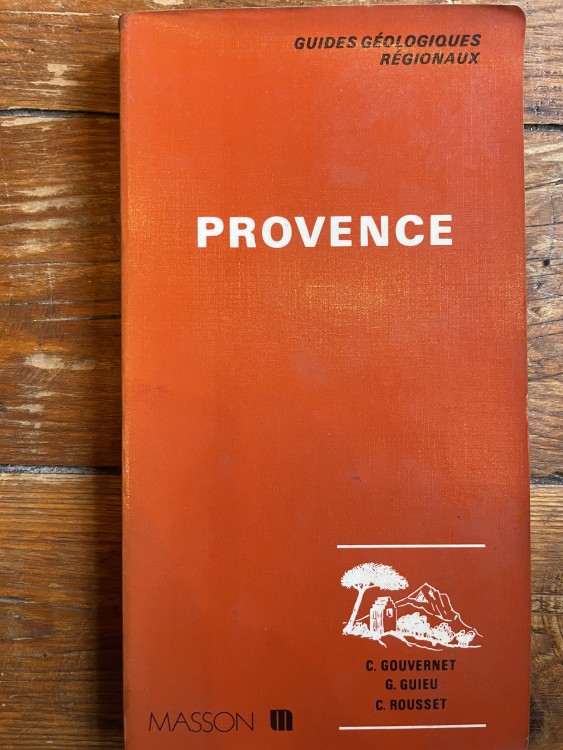 GUIDES GÉOLOGIQUES
RÉGIONAUX
PROVENCE
C. GOUVERNET
G. GUIEU
C. ROUSSET
MASSON m